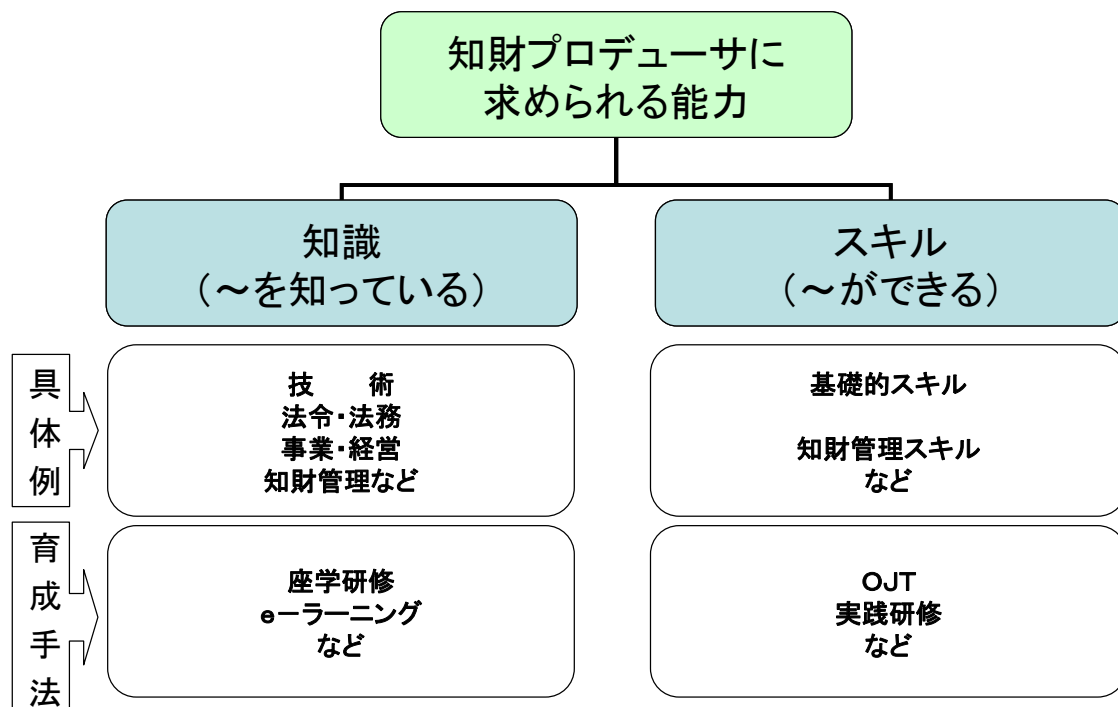 知財プロデューサに
求められる能力
知識
（～を知っている）
スキル
（～ができる）
具体例
技　　術
法令・法務
事業・経営
知財管理など
基礎的スキル
知財管理スキル
など
育成手法
座学研修
e－ラーニング
など
ＯＪＴ
実践研修
など